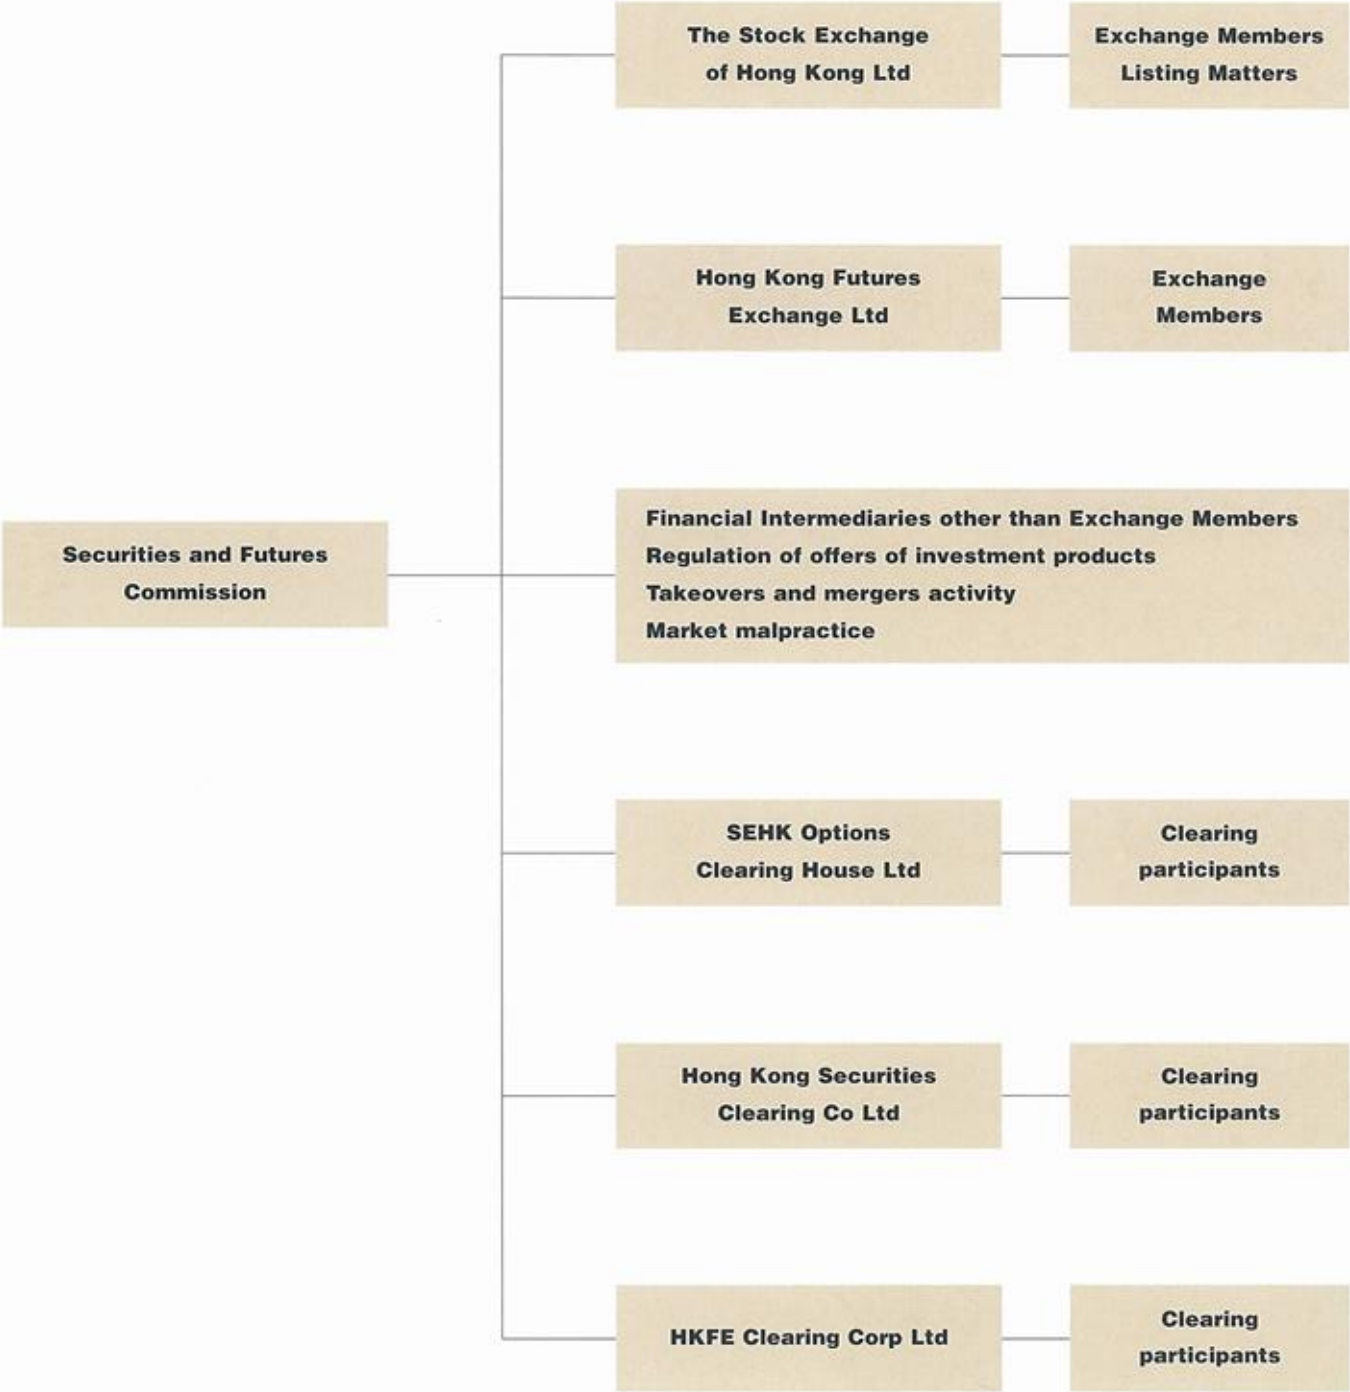 The Stock Exchange
of Hong Kong Ltd
Exchange Members
Listing Matters
Hong Kong Futures
Exchange Ltd
Exchange
Members
Securities and Futures
Commission
Financial Intermediaries other than Exchange Members
Regulation of offers of investment products
Takeovers and mergers activity
Market malpractice
SEHK Options
Clearing House Ltd
Clearing
participants
Hong Kong Securities
Clearing Co Ltd
Clearing
participants
HKFE Clearing Corp Ltd
Clearing
participants